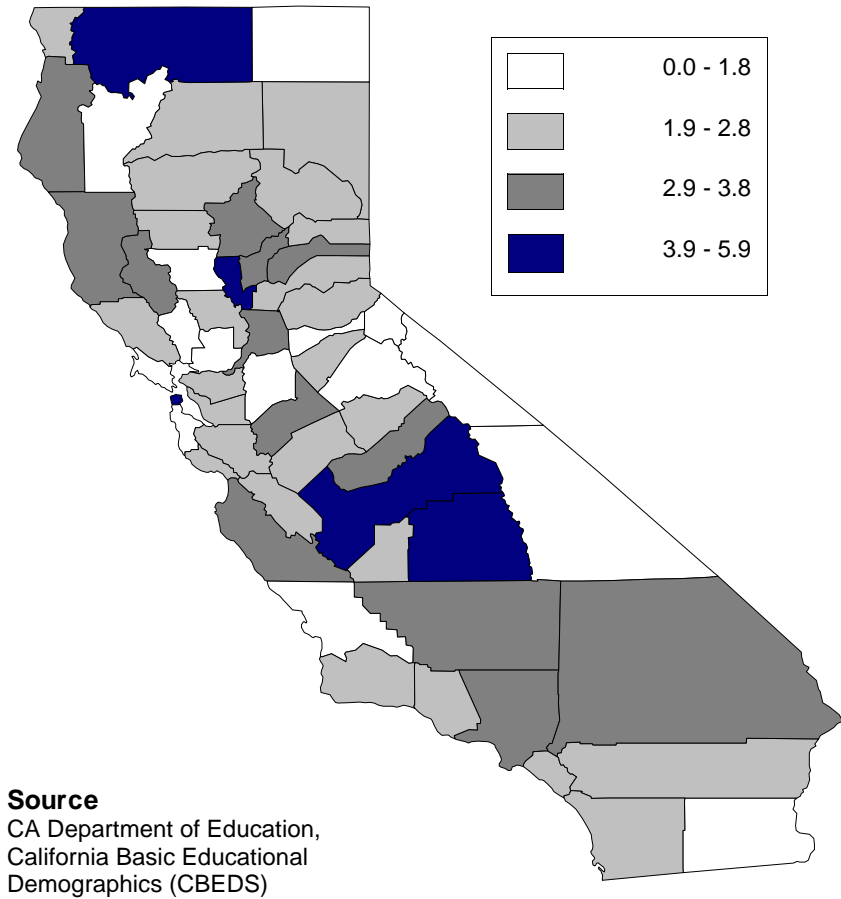 0.0 - 1.8
1.9 - 2.8
2.9 - 3.8
3.9 - 5.9
Source
CA Department of Education,
California Basic Educational
Demographics (CBEDS)